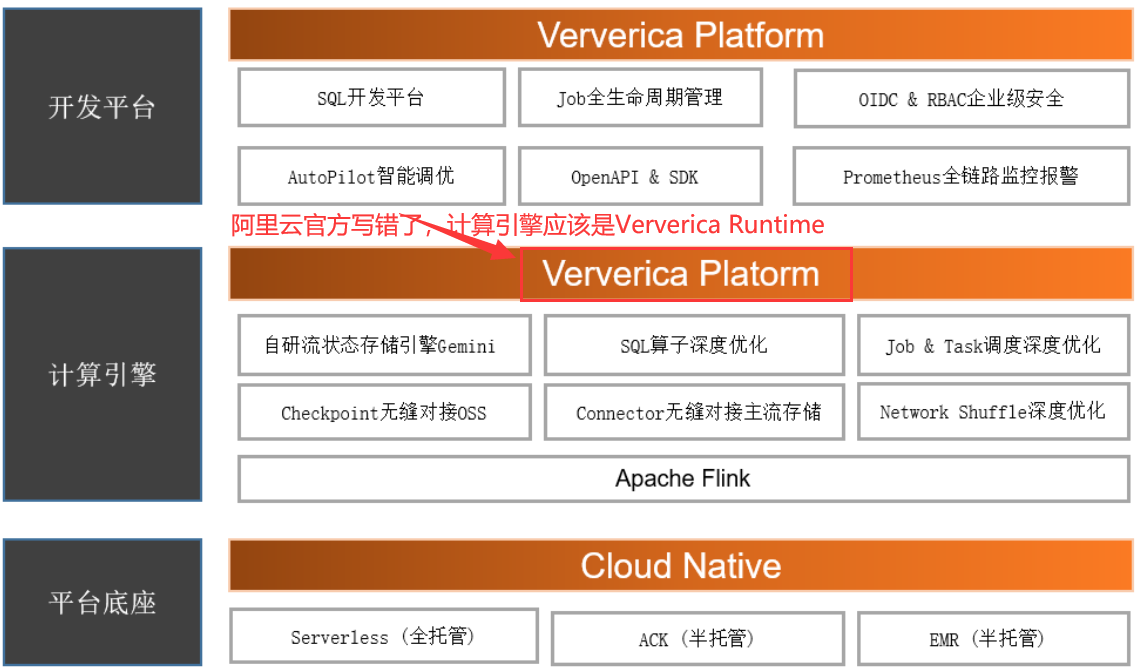 开发平台
Ververica Platform
SQL开发平台
Job全生命周期管理
OIDC & RBAC企业级安全
AutoPilot智能调优
OpenAPI & SDK
Prometheus全链路监控报警
阿里云官方写错了，计算引擎应该是Ververica Runtime
计算引擎
Ververica Platorm
自研流状态存储引擎Gemini
SQL算子深度优化
Job & Task调度深度优化
Checkpoint无缝对接OSS
Connector无缝对接主流存储
Network Shuffle深度优化
Apache Flink
平台底座
Cloud Native
Serverless（全托管）
ACK（半托管）
EMR（半托管）